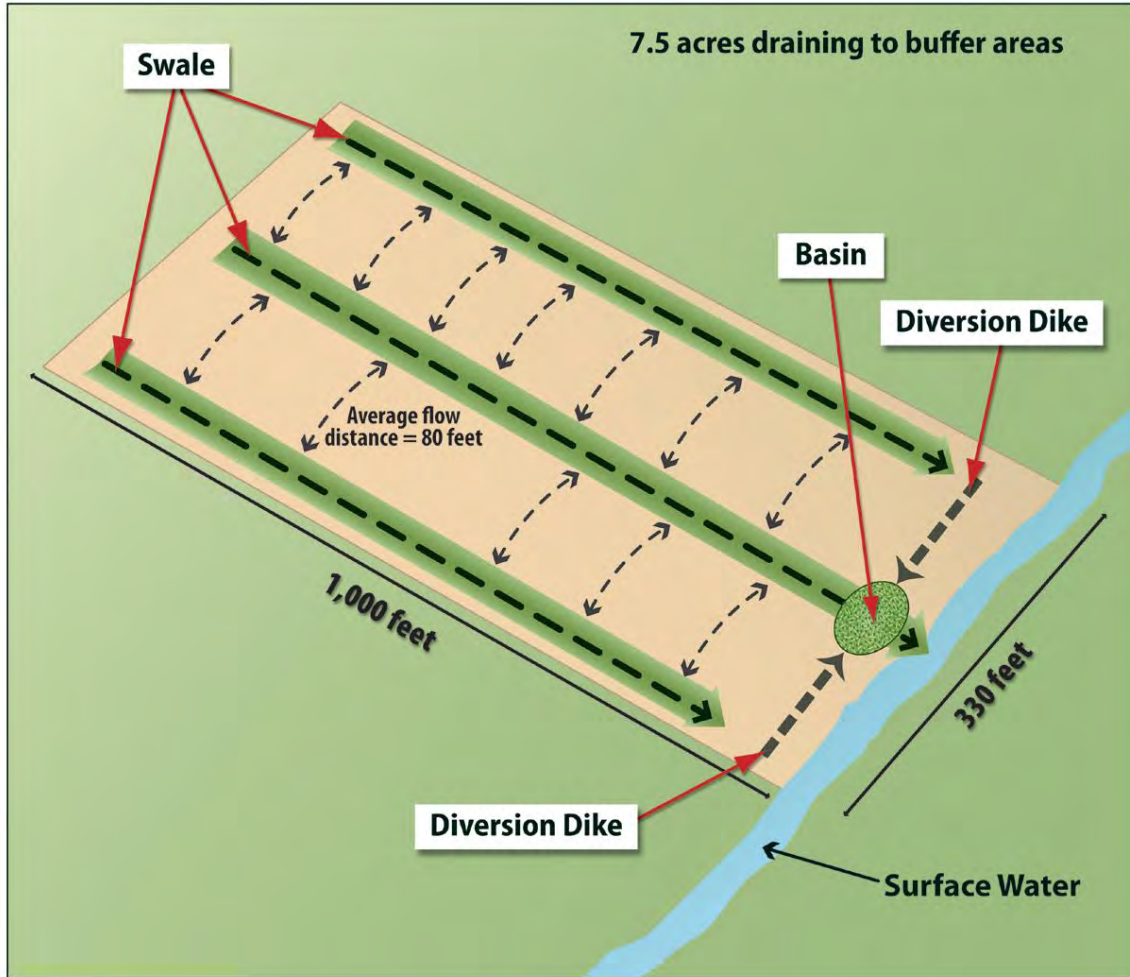 7.5 acres draining to buffer areas
Swale
Basin
Diversion Dike
Average flow
distance = 80 feet
1,000 feet
330 feet
Diversion Dike
Surface Water